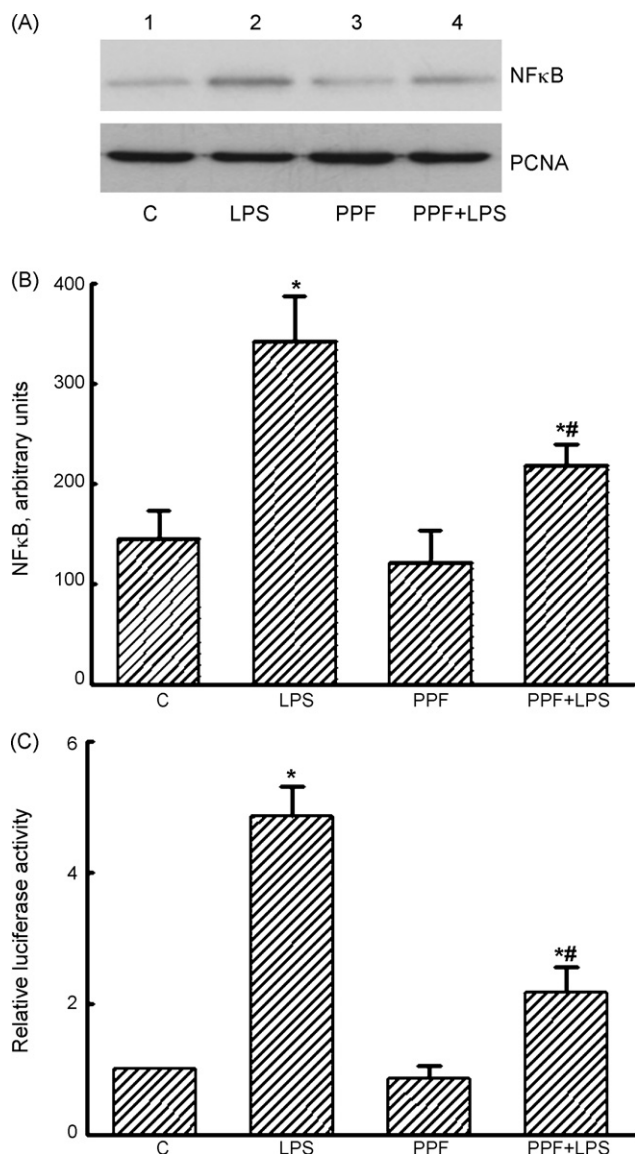 (A)
1 2 3 4
NFκB
PCNA
C LPS PPF PPF+LPS
(B)
NFκB, arbitrary units
400
300
200
100
0
*
*#
C LPS PPF PPF+LPS
(C)
Relative luciferase activity
6
4
2
0
*
*#
C LPS PPF PPF+LPS